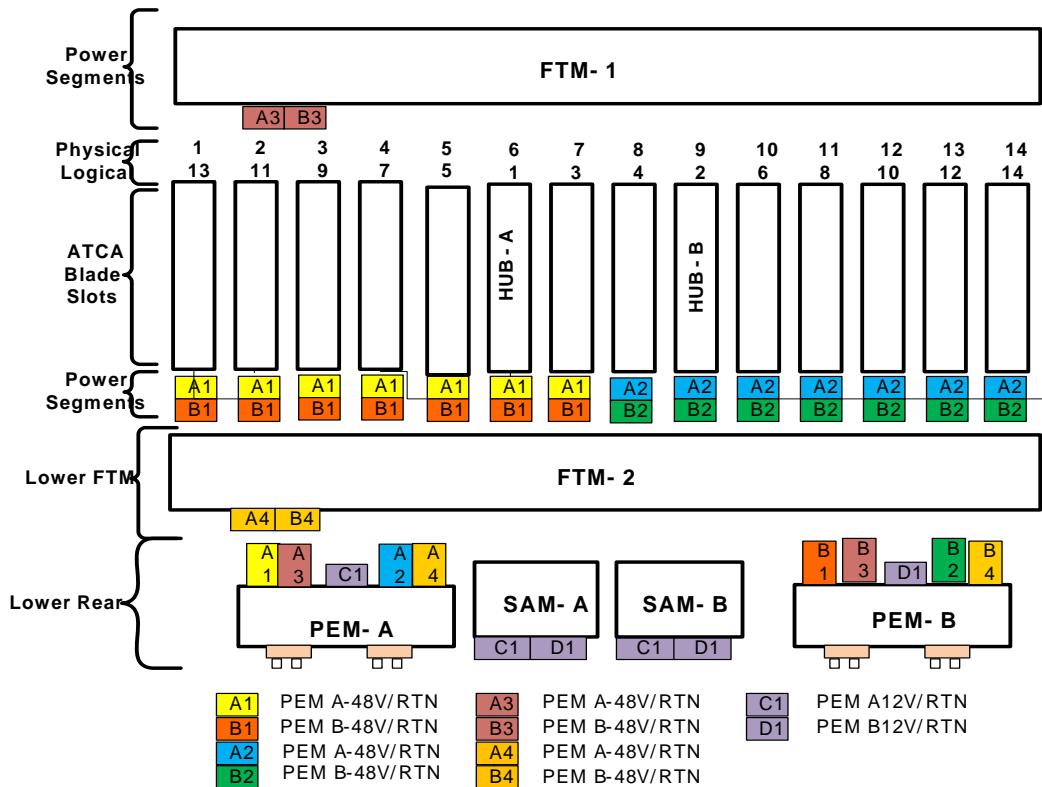 Power
Segments
FTM- 1
A3 B3
Physical 1 2 3 4 5 6 7 8 9 10 11 12 13 14
Logical 13 11 9 7 5 1 3 4 2 6 8 10 12 14
ATCA
Blade
Slots
HUB - A
HUB - B
Power
Segments
A1 A1 A1 A1 A1 A1 A1 A2 A2 A2 A2 A2 A2 A2
B1 B1 B1 B1 B1 B1 B1 B2 B2 B2 B2 B2 B2 B2
Lower FTM
FTM- 2
A4 B4
Lower Rear
A 1
A 3
C1
A 2
A 4
PEM- A
SAM- A
C1 D1
SAM- B
C1 D1
B 1
B 3
D1
B 2
B 4
PEM- B
A1 PEM A-48V/RTN
B1 PEM B-48V/RTN
A2 PEM A-48V/RTN
B2 PEM B-48V/RTN
A3 PEM A-48V/RTN
B3 PEM B-48V/RTN
A4 PEM A-48V/RTN
B4 PEM B-48V/RTN
C1 PEM A12V/RTN
D1 PEM B12V/RTN